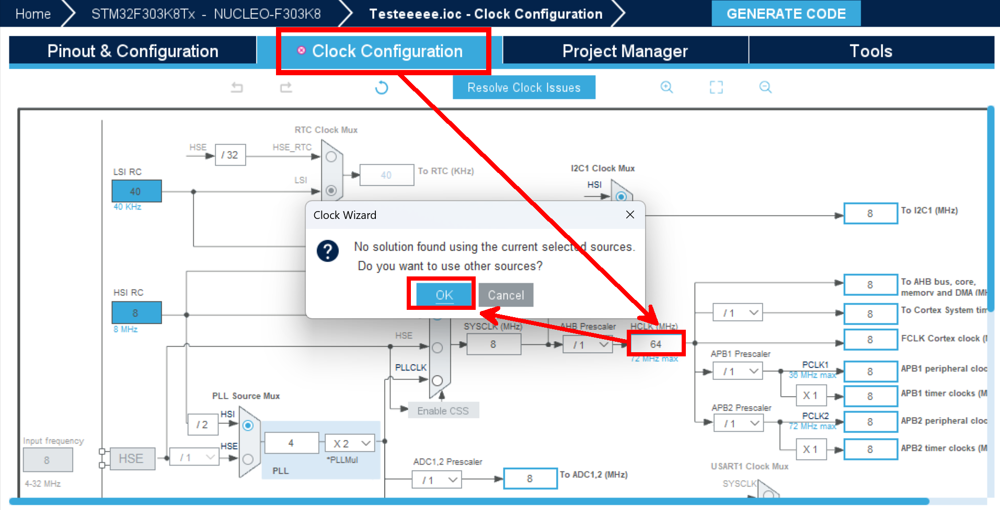 Home
STM32F303K8Tx - NUCLEO-F303K8
Testeeeee.ioc - Clock Configuration
GENERATE CODE
Pinout & Configuration
Clock Configuration
Project Manager
Tools
Resolve Clock Issues
RTC Clock Mux
HSE
/ 32
HSE_RTC
LSI RC
40
40 KHz
LSI
40
To RTC (KHz)
I2C1 Clock Mux
HSI
8
To I2C1 (MHz)
Clock Wizard
No solution found using the current selected sources.
Do you want to use other sources?
OK
Cancel
HSI RC
8
8 MHz
HSE
PLLCLK
SYSCLK (MHz)
8
AHB Prescaler
/ 1
HCLK (MHz)
64
72 MHz max
8
To AHB bus, core,
memory and DMA (MH
/ 1
8
To Cortex System tim
8
FCLK Cortex clock (
APB1 Prescaler
/ 1
PCLK1
36 MHz max
8
APB1 peripheral cloc
X 1
8
APB1 timer clocks (M
APB2 Prescaler
/ 1
PCLK2
72 MHz max
8
APB2 peripheral cloc
X 1
8
APB2 timer clocks (M
Enable CSS
PLL Source Mux
HSI
/ 2
HSE
/ 1
4
X 2
*PLLMul
PLL
Input frequency
8
4-32 MHz
HSE
ADC1,2 Prescaler
/ 1
8
To ADC1,2 (MHz)
USART1 Clock Mux
SYSCLK